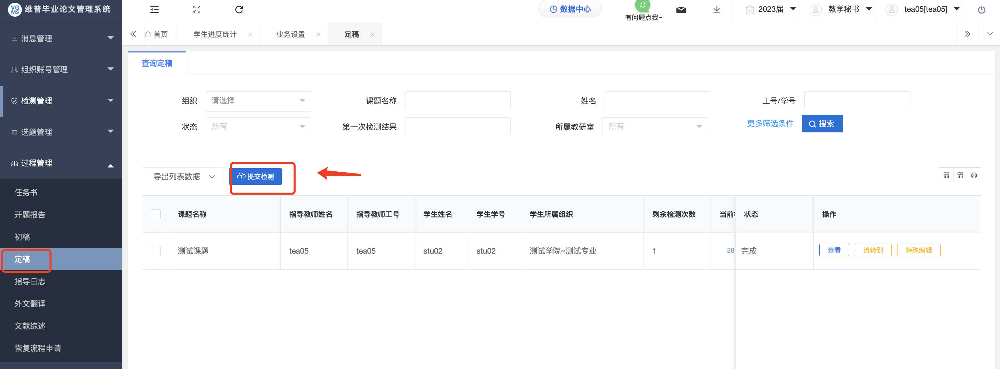 VG MS 维普毕业论文管理系统
数据中心
有问题点我~
2023届
教学秘书
tea05[tea05]
首页
学生进度统计
业务设置
定稿
消息管理
组织账号管理
检测管理
选题管理
过程管理
任务书
开题报告
初稿
定稿
指导日志
外文翻译
文献综述
恢复流程申请
查询定稿
组织 请选择 课题名称 姓名 工号/学号
状态 所有 第一次检测结果 所属教研室 所有 更多筛选条件 搜索
导出列表数据 提交检测
课题名称 指导教师姓名 指导教师工号 学生姓名 学生学号 学生所属组织 剩余检测次数 当前 状态 操作
测试课题 tea05 tea05 stu02 stu02 测试学院~测试专业 1 28. 完成 查看 流转到 特殊编辑